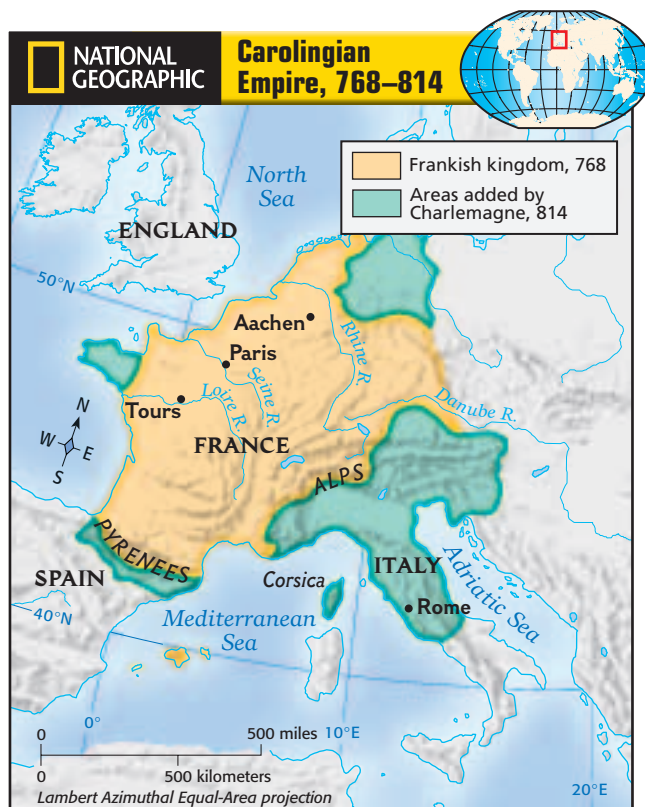 NATIONAL
GEOGRAPHIC
Carolingian
Empire, 768–814
Frankish kingdom, 768
Areas added by
Charlemagne, 814
North
Sea
ENGLAND
50°N
Aachen
Paris
Rhine R.
Seine R.
Loire R.
Tours
Danube R.
N
W
E
S
FRANCE
ALPS
PYRENEES
SPAIN
Corsica
ITALY
Adriatic Sea
Rome
40°N
Mediterranean
Sea
0°
10°E
20°E
0 500 miles
0 500 kilometers
Lambert Azimuthal Equal-Area projection